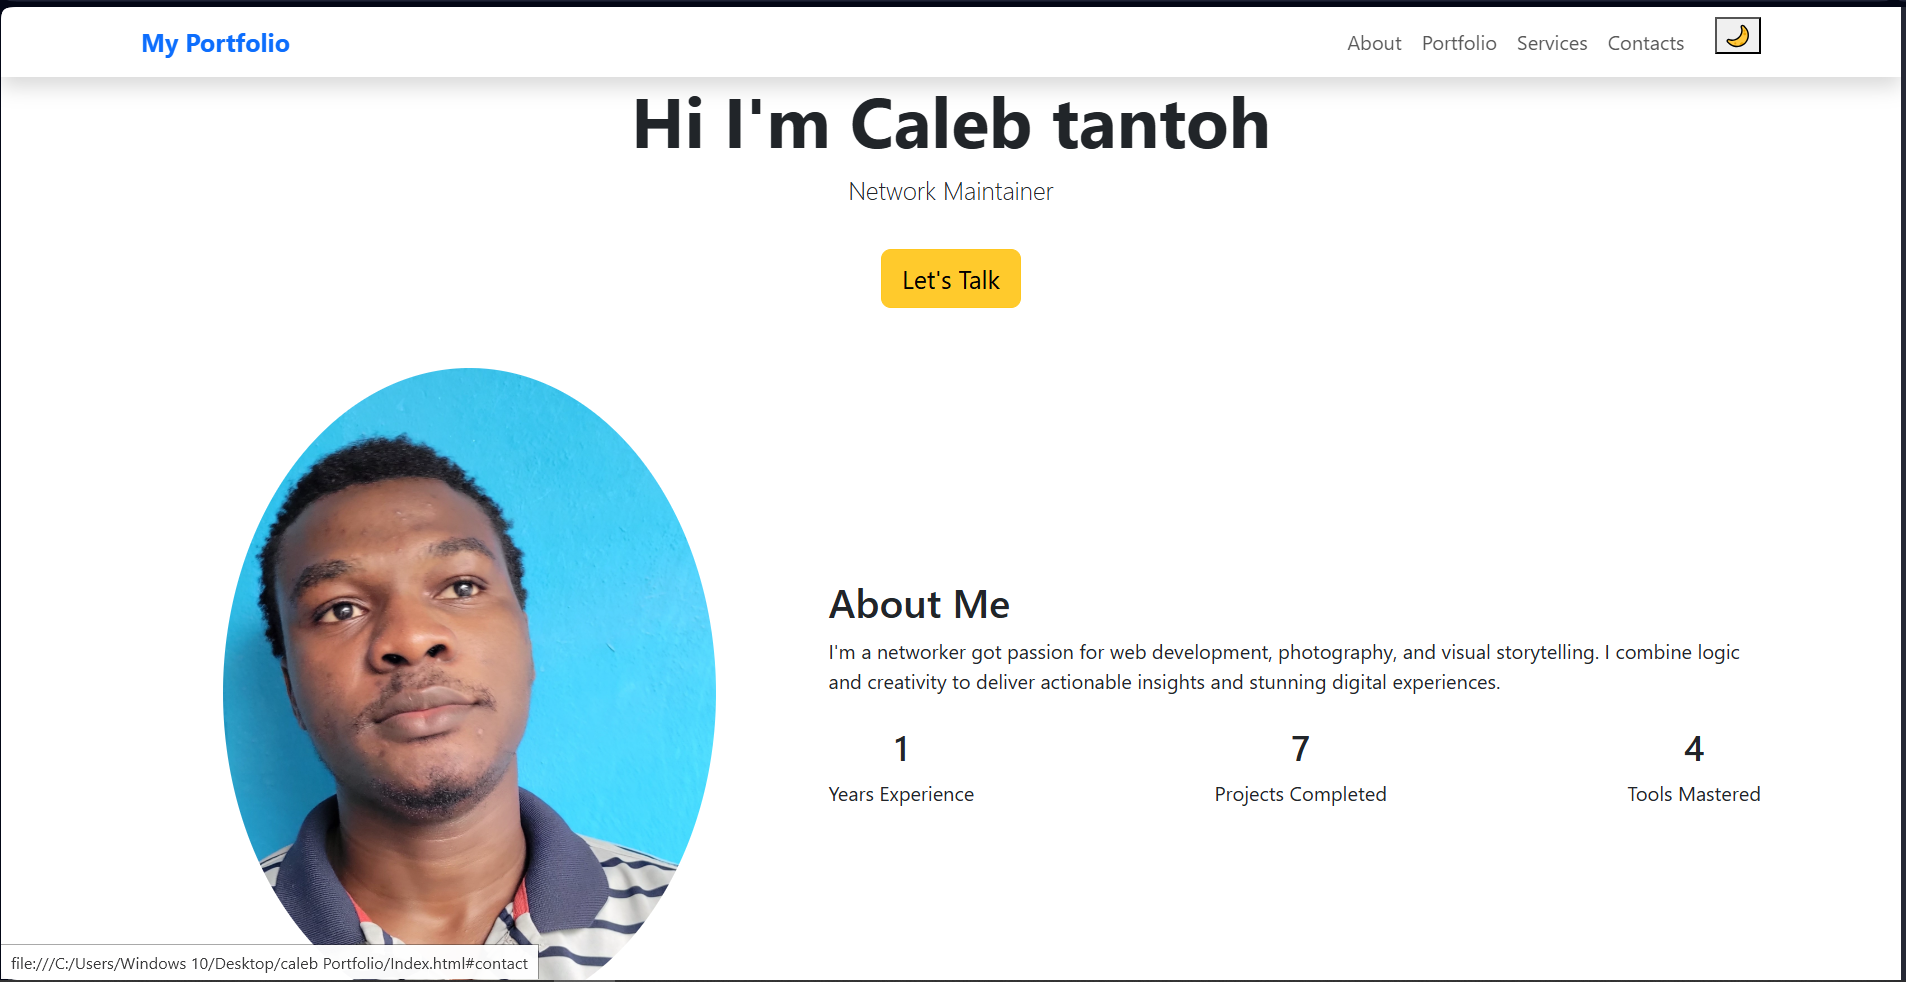 My Portfolio
About Portfolio Services Contacts
Hi I'm Caleb tantoh
Network Maintainer
Let's Talk
About Me
I'm a networker got passion for web development, photography, and visual storytelling. I combine logic
and creativity to deliver actionable insights and stunning digital experiences.
1 7 4
Years Experience Projects Completed Tools Mastered
file:///C:/Users/Windows 10/Desktop/caleb Portfolio/Index.html#contact